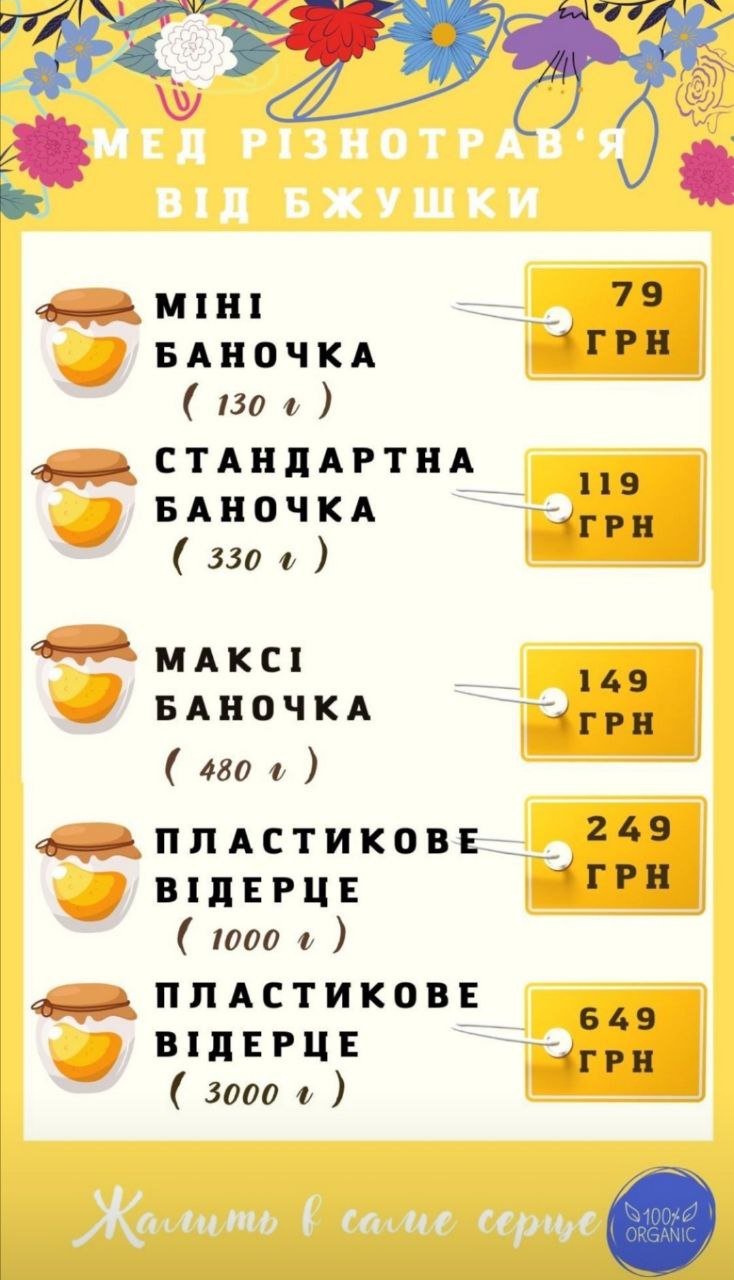 МЕД РІЗНОТРАВ‘Я
ВІД БЖУШКИ
МІНІ
БАНОЧКА
( 130 г )
79
ГРН
СТАНДАРТНА
БАНОЧКА
( 330 г )
119
ГРН
МАКСІ
БАНОЧКА
( 480 г )
149
ГРН
ПЛАСТИКОВЕ
ВІДЕРЦЕ
( 1000 г )
249
ГРН
ПЛАСТИКОВЕ
ВІДЕРЦЕ
( 3000 г )
649
ГРН
Жалить в саме серце
100%
ORGANIC